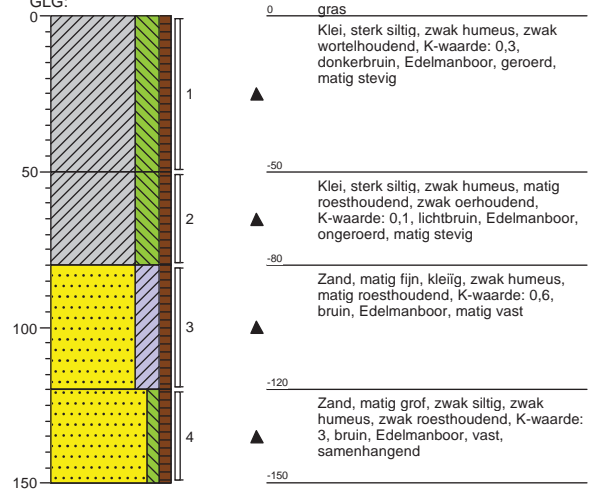 GLG:
0
50
100
150
1
2
3
4
0
gras
Klei, sterk siltig, zwak humeus, zwak
wortelhoudend, K-waarde: 0,3,
donkerbruin, Edelmanboor, geroerd,
matig stevig
-50
Klei, sterk siltig, zwak humeus, matig
roesthoudend, zwak oerhoudend,
K-waarde: 0,1, lichtbruin, Edelmanboor,
ongeroerd, matig stevig
-80
Zand, matig fijn, kleiïg, zwak humeus,
matig roesthoudend, K-waarde: 0,6,
bruin, Edelmanboor, matig vast
-120
Zand, matig grof, zwak siltig, zwak
humeus, zwak roesthoudend, K-waarde:
3, bruin, Edelmanboor, vast,
samenhangend
-150